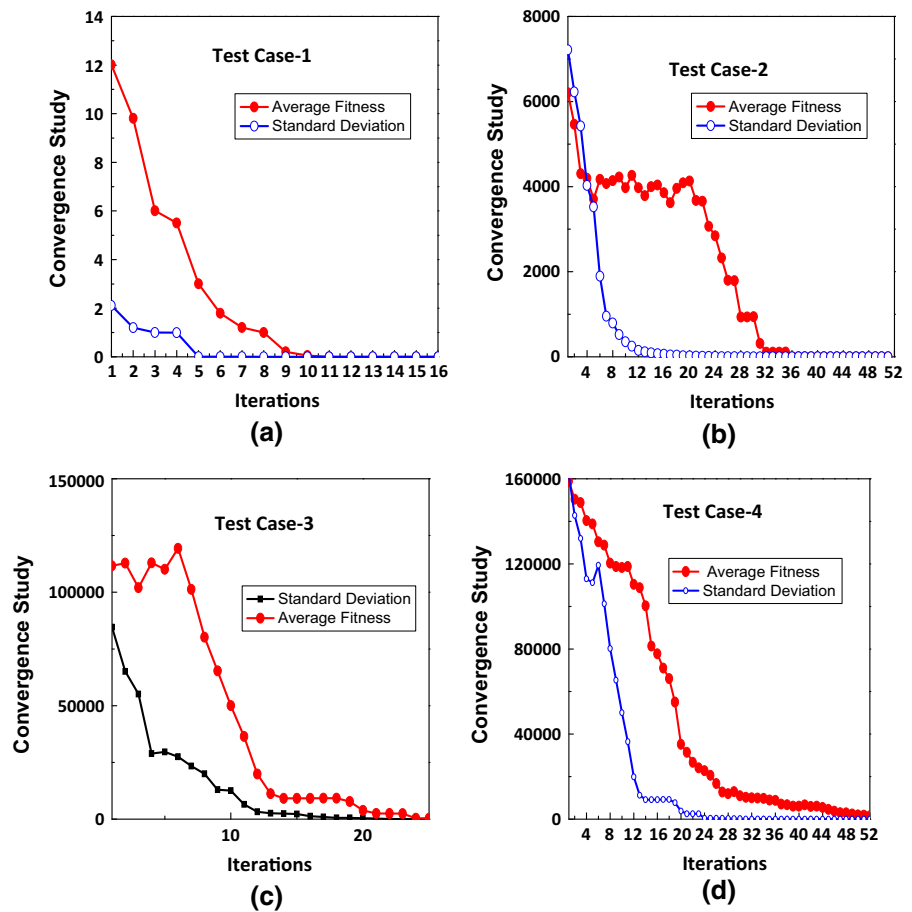 Test Case-1
Average Fitness
Standard Deviation
Convergence Study
14
12
10
8
6
4
2
0
1 2 3 4 5 6 7 8 9 10 11 12 13 14 15 16
Iterations
(a)
Test Case-2
Average Fitness
Standard Deviation
Convergence Study
8000
6000
4000
2000
0
4 8 12 16 20 24 28 32 36 40 44 48 52
Iterations
(b)
Test Case-3
Standard Deviation
Average Fitness
Convergence Study
150000
100000
50000
0
10 20
Iterations
(c)
Test Case-4
Average Fitness
Standard Deviation
Convergence Study
160000
120000
80000
40000
0
4 8 12 16 20 24 28 32 36 40 44 48 52
Iterations
(d)